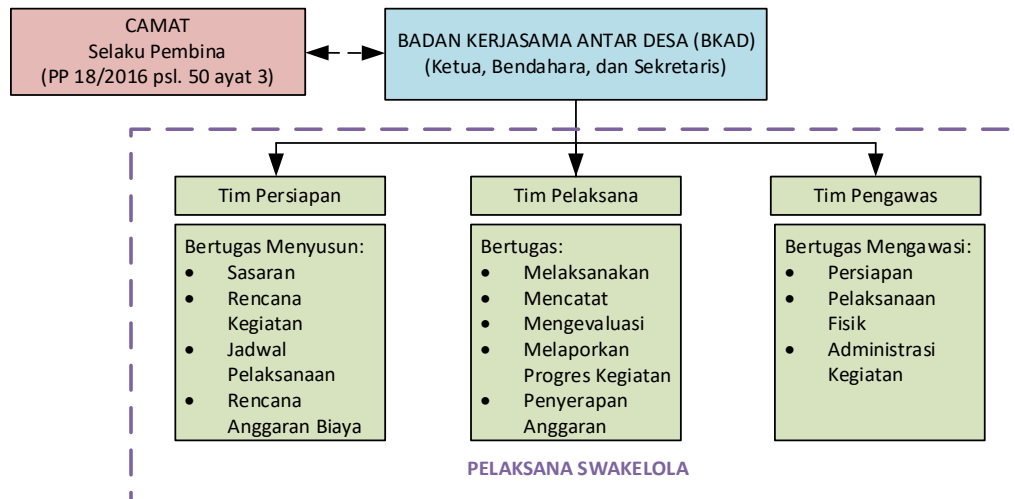 CAMAT
Selaku Pembina
(PP 18/2016 psl. 50 ayat 3)
BADAN KERJASAMA ANTAR DESA (BKAD)
(Ketua, Bendahara, dan Sekretaris)
Tim Persiapan
Bertugas Menyusun:
• Sasaran
• Rencana
Kegiatan
• Jadwal
Pelaksanaan
• Rencana
Anggaran Biaya
Tim Pelaksana
Bertugas:
• Melaksanakan
• Mencatat
• Mengevaluasi
• Melaporkan
Progres Kegiatan
• Penyerapan
Anggaran
Tim Pengawas
Bertugas Mengawasi:
• Persiapan
• Pelaksanaan
Fisik
• Administrasi
Kegiatan
PELAKSANA SWAKELOLA